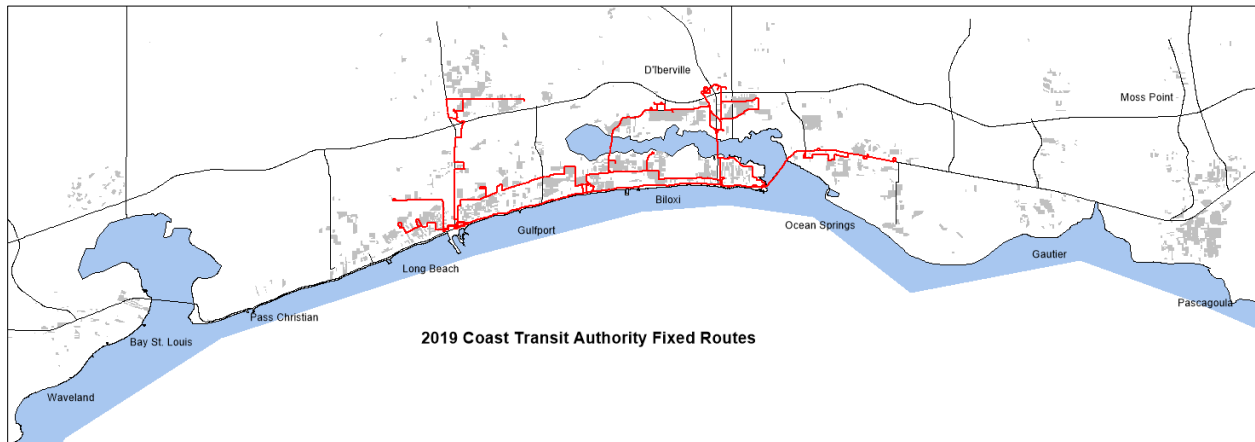 D'Iberville
Moss Point
Biloxi
Ocean Springs
Gulfport
Gautier
Long Beach
Pascagoula
Pass Christian
2019 Coast Transit Authority Fixed Routes
Bay St. Louis
Waveland